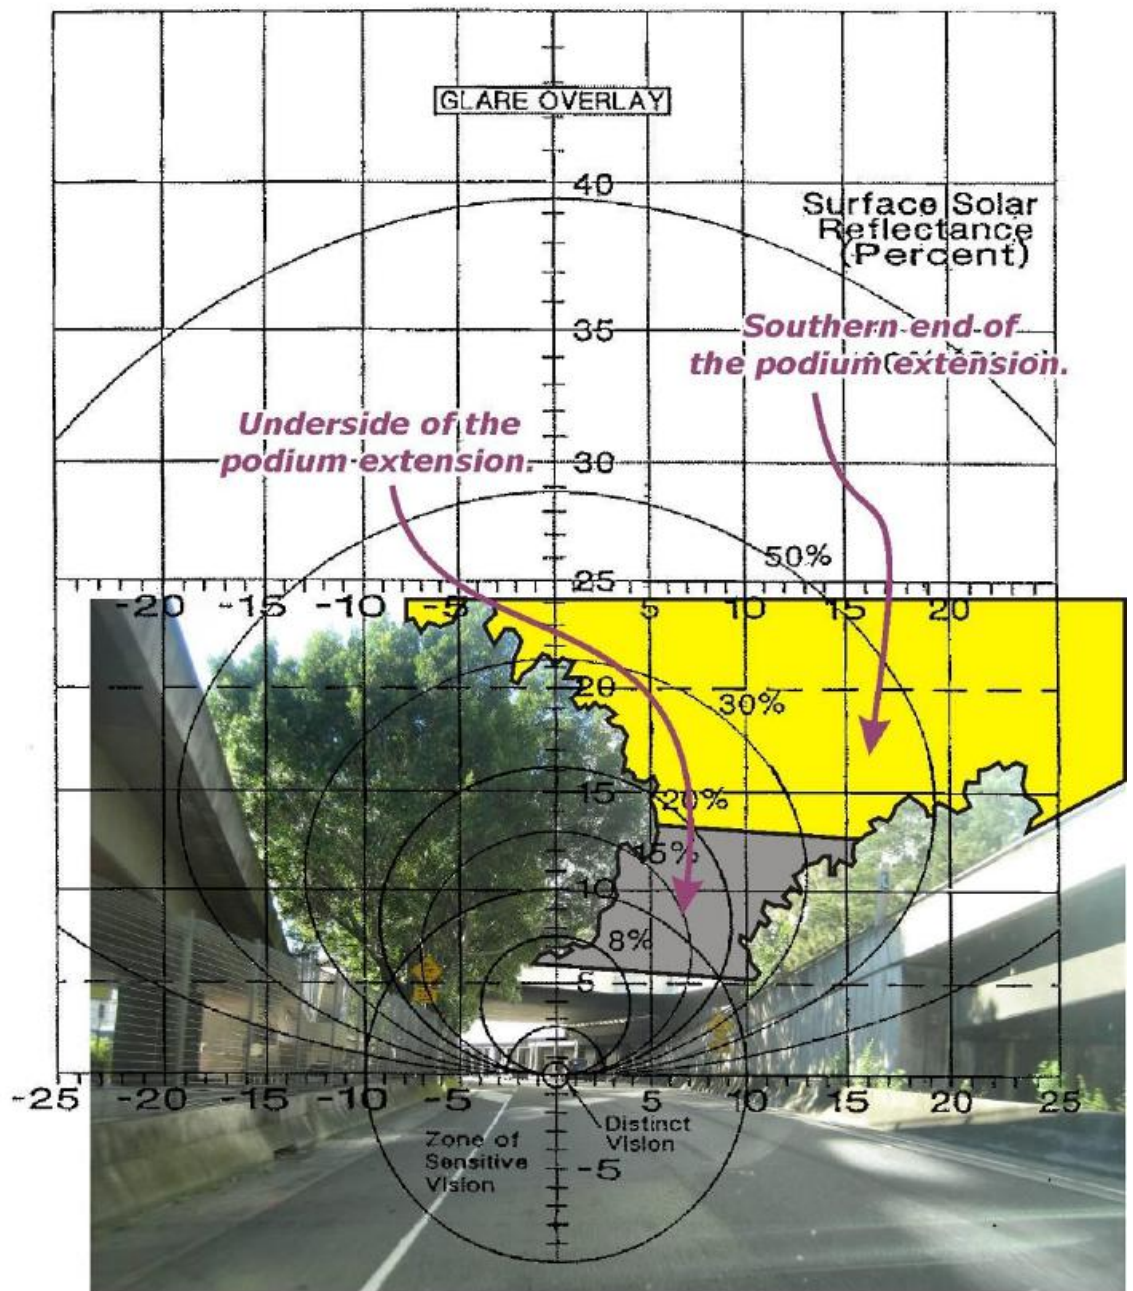 GLARE OVERLAY
40
Surface Solar
Reflectance
(Percent)
35
Southern end of
the podium extension.
Underside of the
podium extension.
30
50%
25
-20 -15 -10 -5 5 10 15 20
20
30%
15
20%
15%
10
8%
5
-25 -20 -15 -10 -5 5 10 15 20 25
Distinct
Vision
Zone of
Sensitive
Vision
-5